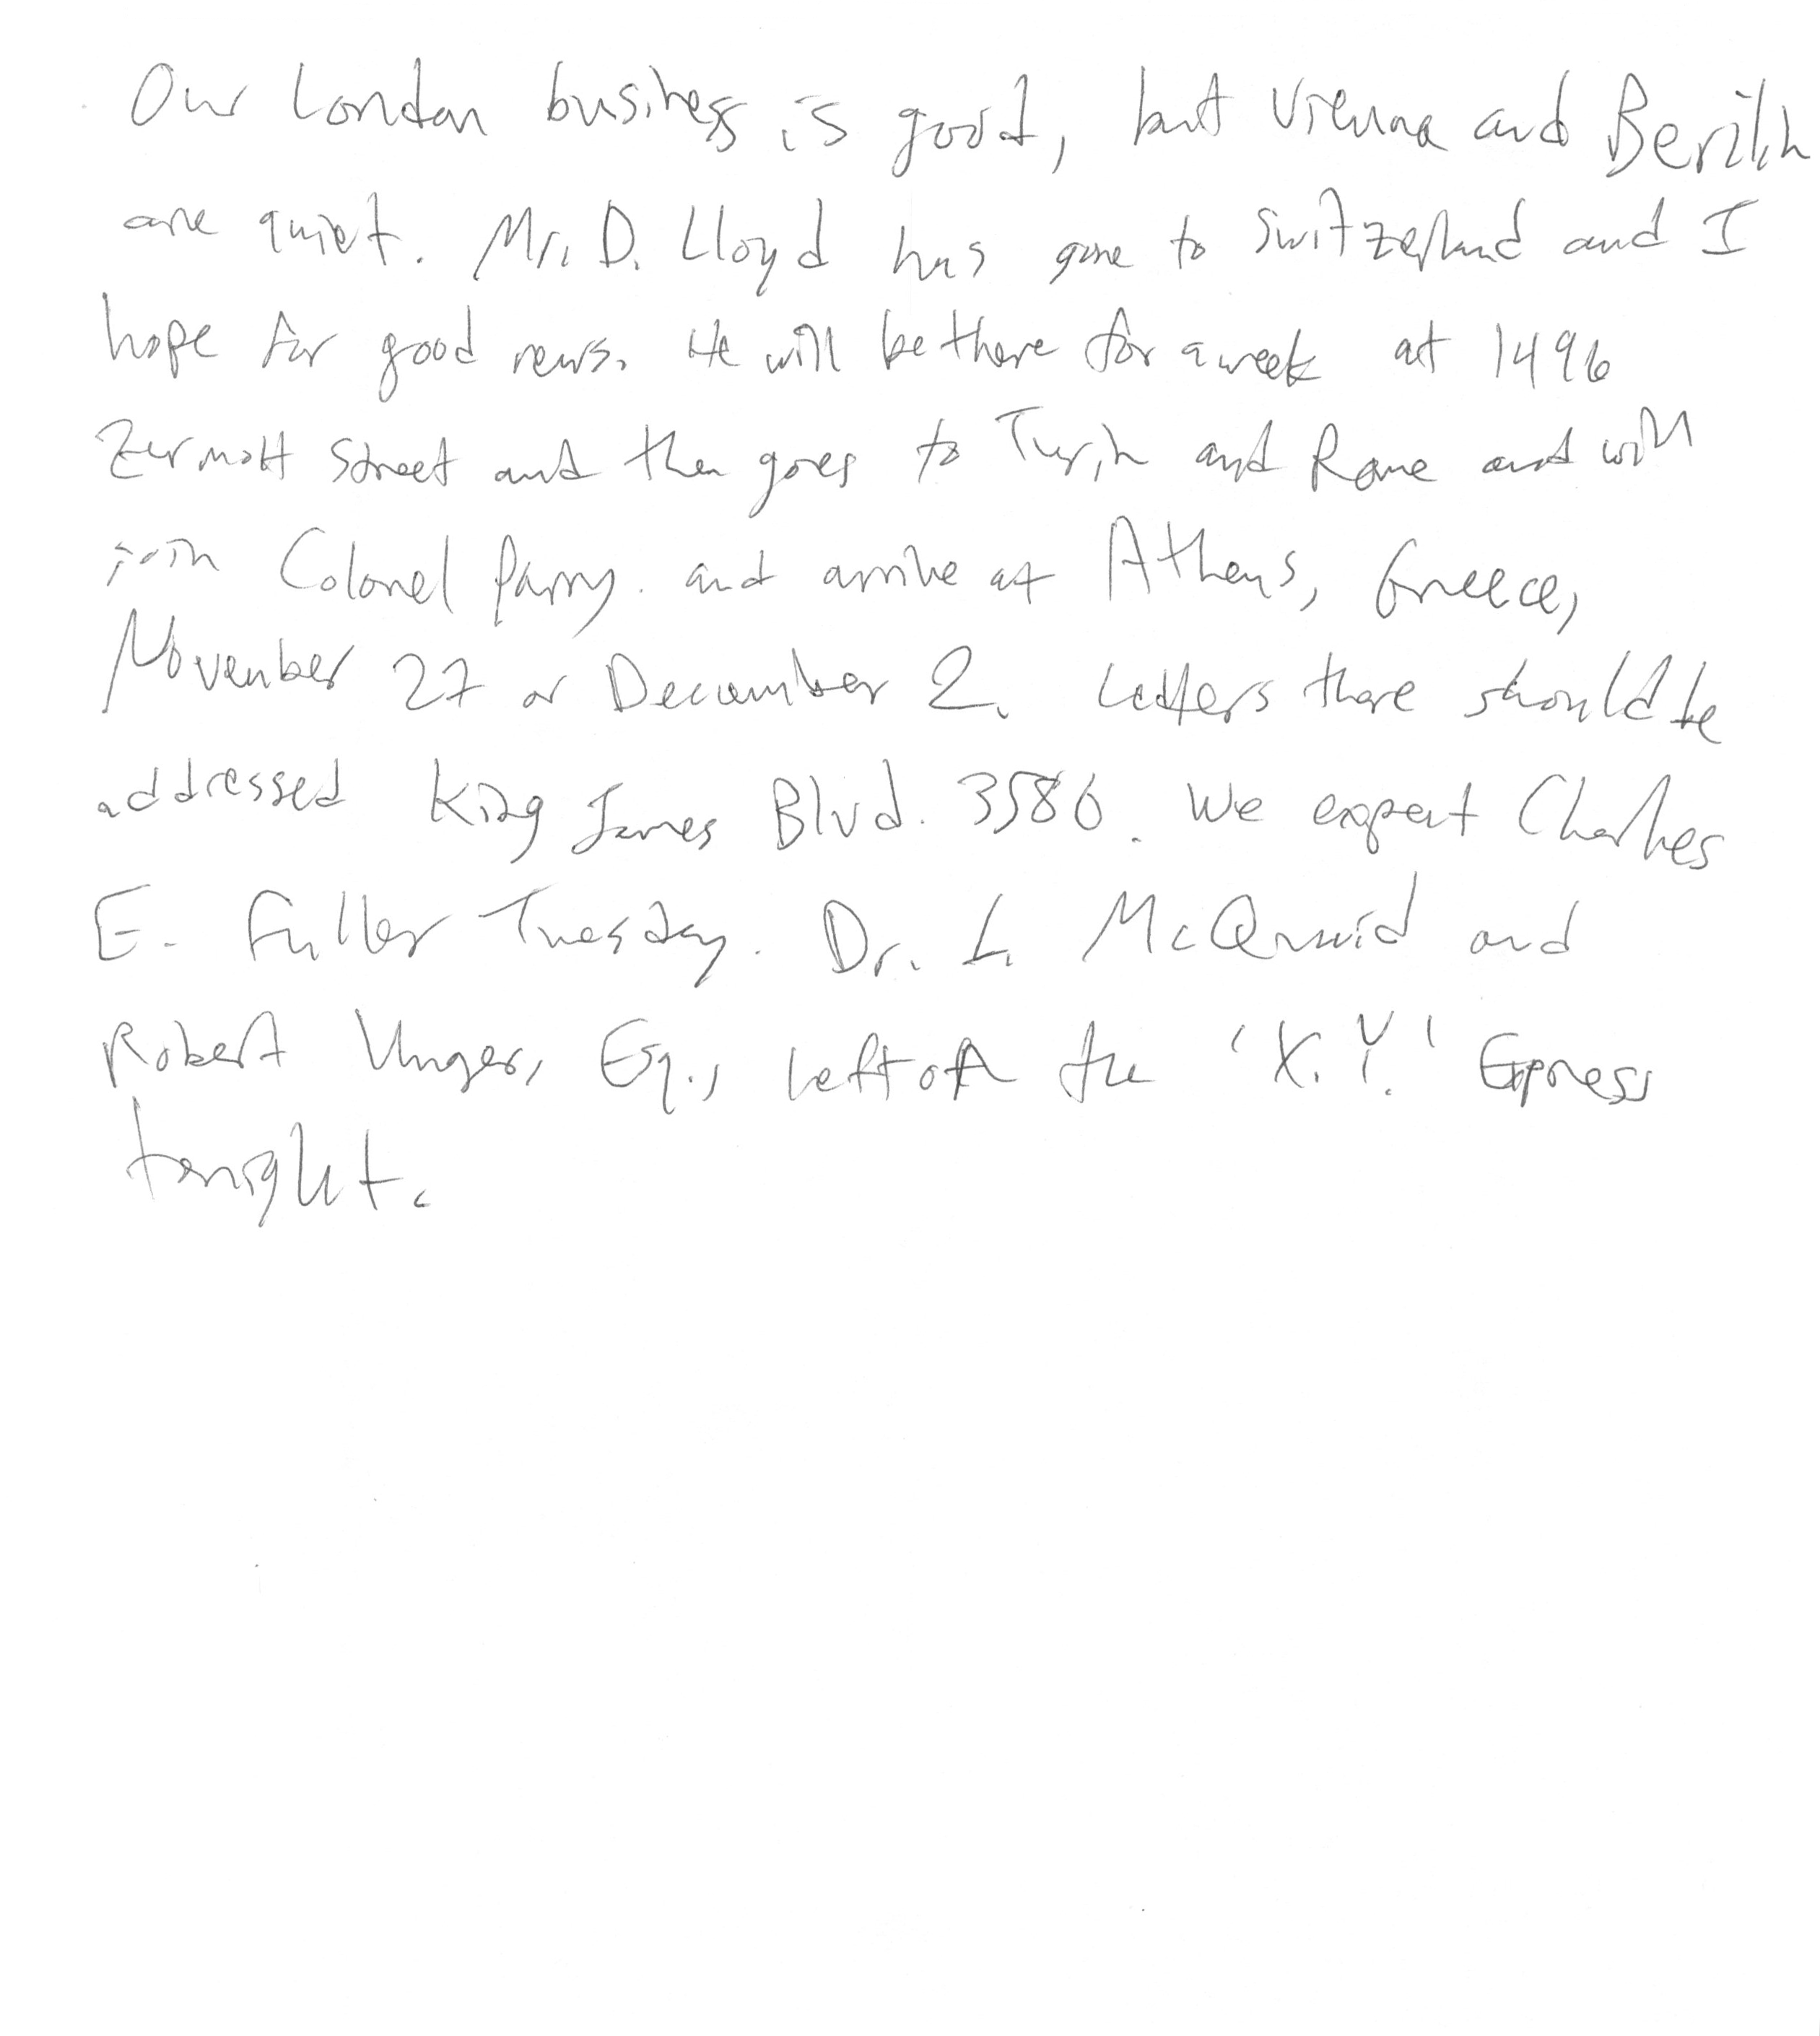 Our London business is good, but Vienna and Berilin
are quiet. Mr. D. Lloyd has gone to Switzerland and I
hope for good news. He will be there for a week at 1496
Zermott Street and then goes to Turin and Rome and will
join Colonel Parry. and arrive at Athens, Greece,
November 27 or December 2. Letters there should be
addressed King James Blvd. 3580. We expect Charles
E. Fuller Tuesday. Dr. L. McQuaid and
Robert Unger, Esq., left on the 'X.Y.' Express
tonight.